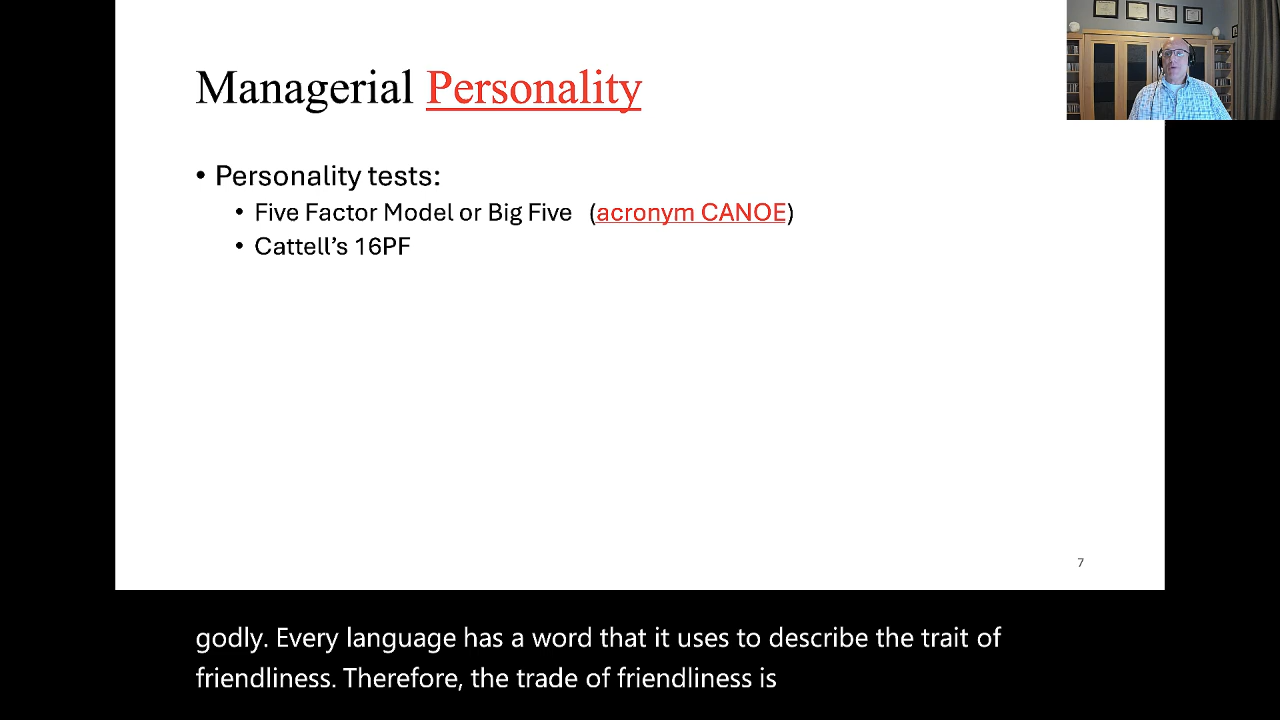 Managerial Personality
• Personality tests:
• Five Factor Model or Big Five (acronym CANOE)
• Cattell’s 16PF
7
godly. Every language has a word that it uses to describe the trait of
friendliness. Therefore, the trade of friendliness is